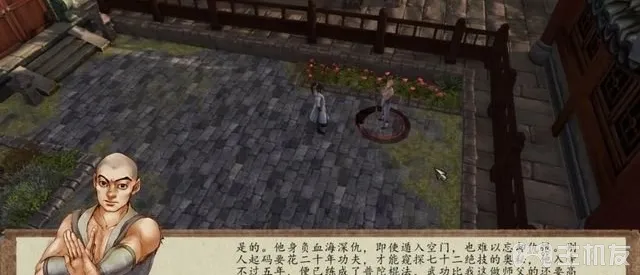 是的。他身负血海深仇，即使遁入空门，也难以忘
人起码要花二十年功夫，才能窥探七十二绝技的奥
不过五年，便已练成了普陀棍法，武功比我这做师父的还要
手机友